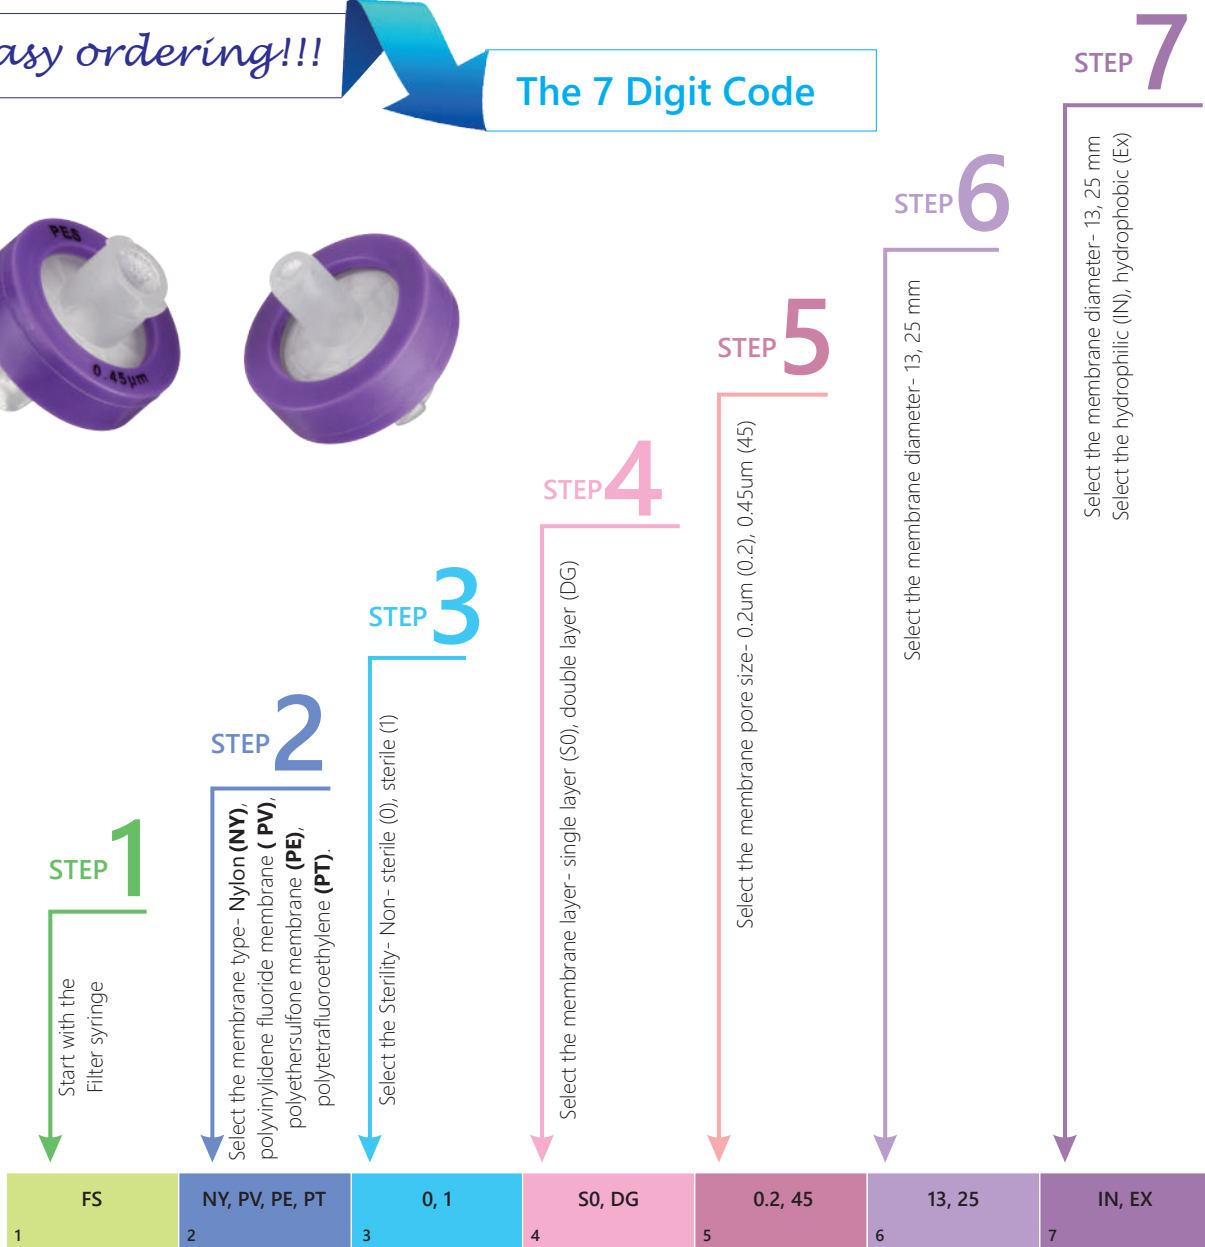 asy ordering!!!
The 7 Digit Code
PES
0.45µm
STEP 1
Start with the
Filter syringe
STEP 2
Select the membrane type- Nylon (NY),
polyvinylidene fluoride membrane ( PV),
polyethersulfone membrane (PE),
polytetrafluoroethylene (PT).
STEP 3
Select the Sterility- Non- sterile (0), sterile (1)
STEP 4
Select the membrane layer- single layer (S0), double layer (DG)
STEP 5
Select the membrane pore size- 0.2um (0.2), 0.45um (45)
STEP 6
Select the membrane diameter- 13, 25 mm
STEP 7
Select the membrane diameter- 13, 25 mm
Select the hydrophilic (IN), hydrophobic (Ex)
FS
1
NY, PV, PE, PT
2
0, 1
3
S0, DG
4
0.2, 45
5
13, 25
6
IN, EX
7